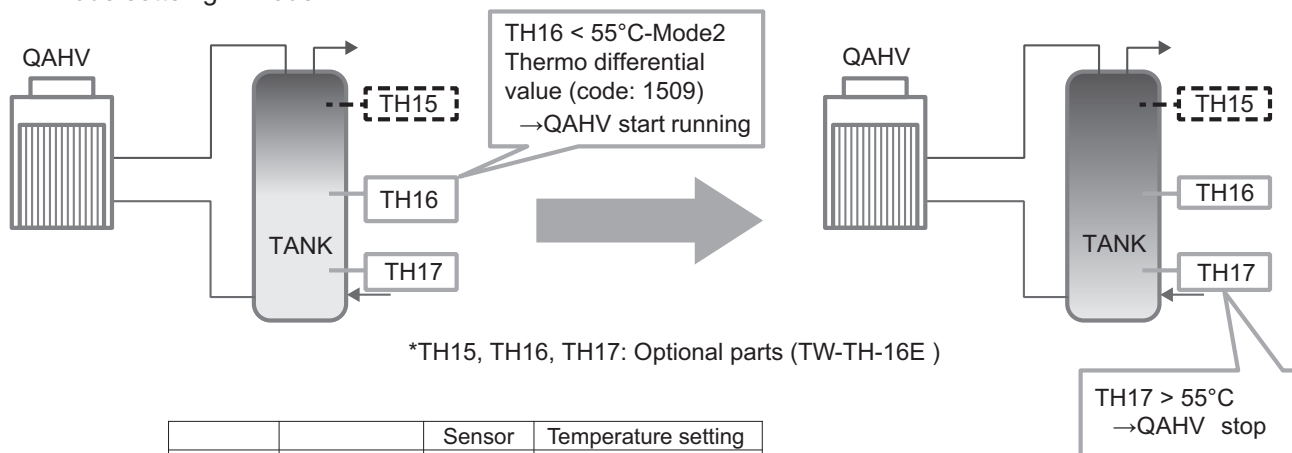 QAHV
TH15
TH16
TH17
TANK
TH16 < 55°C-Mode2
Thermo differential
value (code: 1509)
→QAHV start running
QAHV
TH15
TH16
TH17
TANK
*TH15, TH16, TH17: Optional parts (TW-TH-16E )
TH17 > 55°C
→QAHV stop
Sensor Temperature setting